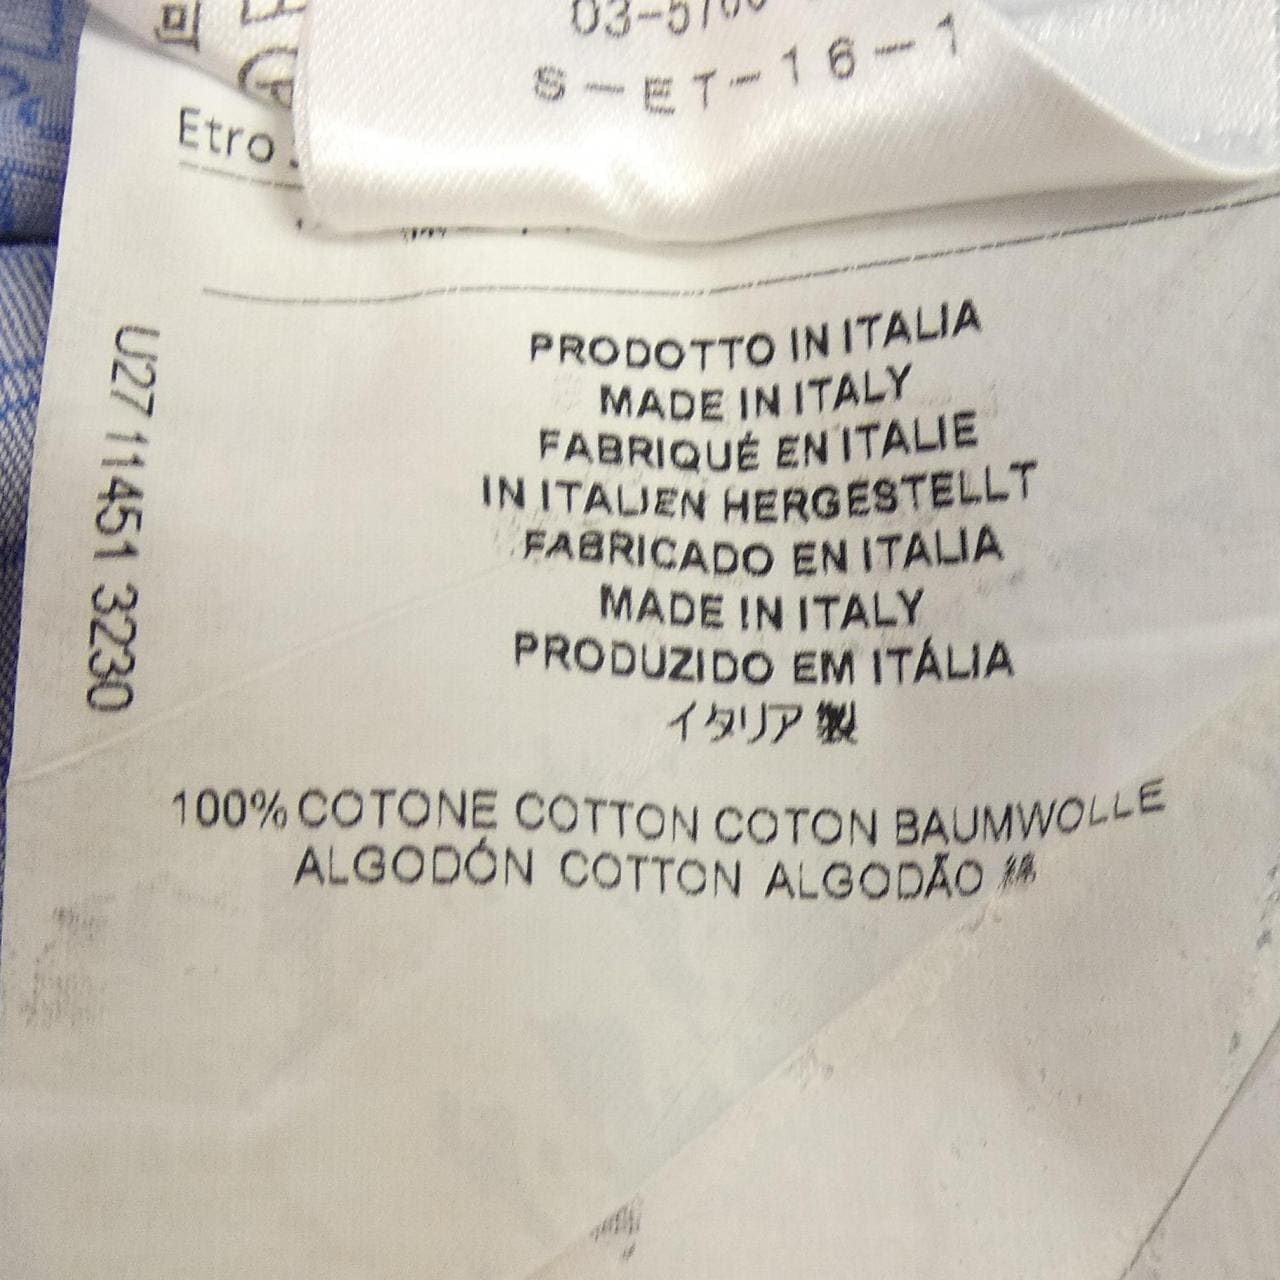 S-ET-16-1
Etro
PRODOTTO IN ITALIA
MADE IN ITALY
FABRIQUÉ EN ITALIE
IN ITALIEN HERGESTELLT
FABRICADO EN ITALIA
MADE IN ITALY
PRODUZIDO EM ITÁLIA
イタリア製
100% COTONE COTTON COTON BAUMWOLLE
ALGODÓN COTTON ALGODÃO 綿
U27 11451 3230